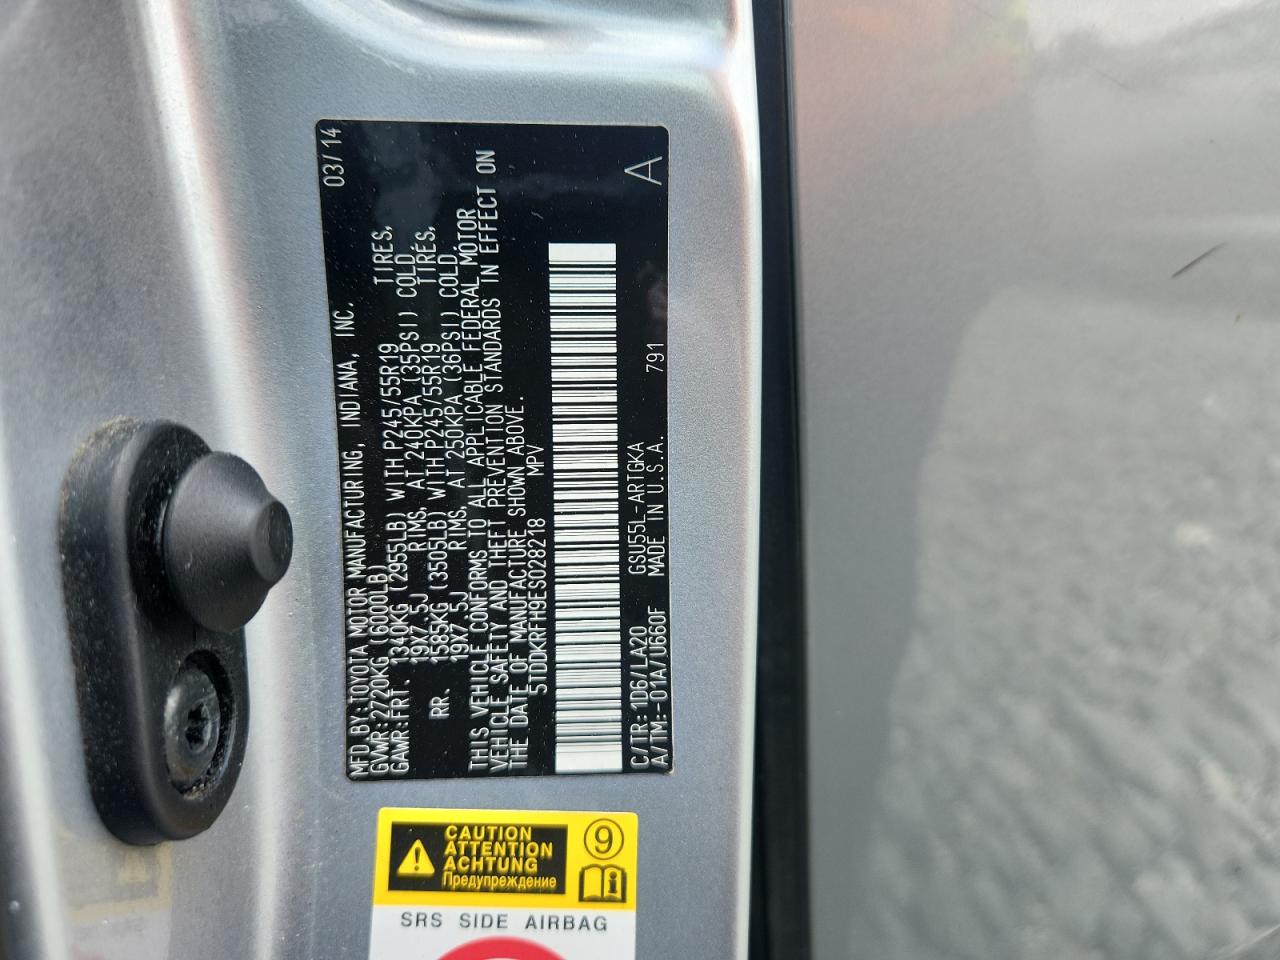 MFD.BY:TOYOTA MOTOR MANUFACTURING, INDIANA, INC. 03/14
GVWR:2720KG (6000LB)
GAWR:FRT. 1340KG (2955LB) WITH P245/55R19 TIRES,
19X7.5J RIMS, AT 240KPA (35PSI) COLD.
RR. 1585KG (3505LB) WITH P245/55R19 TIRES,
19X7.5J RIMS, AT 250KPA (36PSI) COLD.
THIS VEHICLE CONFORMS TO ALL APPLICABLE FEDERAL MOTOR
VEHICLE SAFETY AND THEFT PREVENTION STANDARDS IN EFFECT ON
THE DATE OF MANUFACTURE SHOWN ABOVE.
5TDDKRFH9ES028218 MPV
C/TR:1D6/LA20 GSU55L-ARTGKA
A/TM:-01A/U660F MADE IN U.S.A. 791 A
CAUTION
ATTENTION
ACHTUNG
Предупреждение
9
i
SRS SIDE AIRBAG